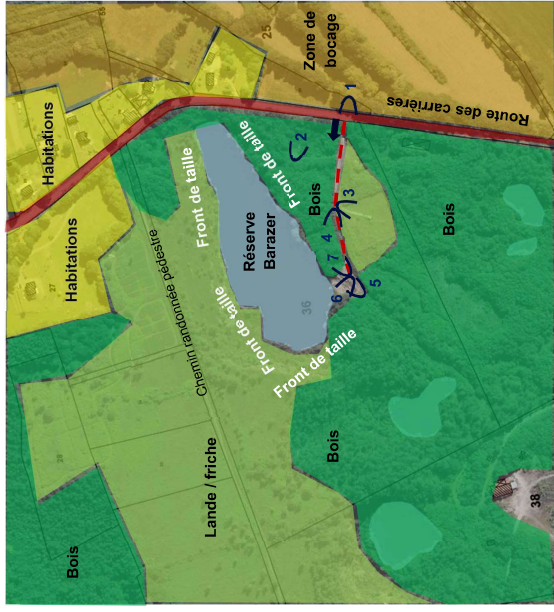 25
Zone de
bocage
1
Route des carrières
Habitations
2
Front de taille
Front de taille
Bois
3
4
Bois
Réserve
Barazer
Habitations
27
Chemin randonnée pédestre
7
6
5
36
Front de taille
Front de taille
Bois
Lande / friche
Bois
38